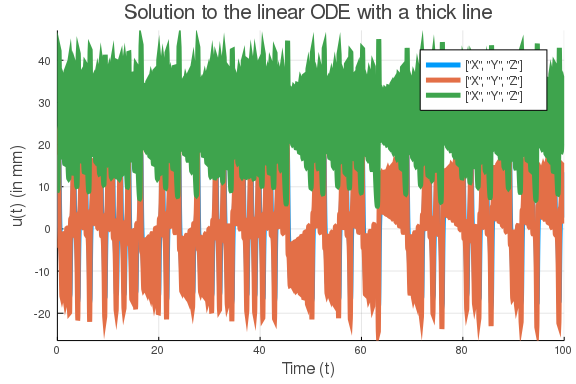 Solution to the linear ODE with a thick line
u(t) (in mm)
40
30
20
10
0
-10
-20
["X", "Y", "Z"]
["X", "Y", "Z"]
["X", "Y", "Z"]
0 20 40 60 80 100
Time (t)